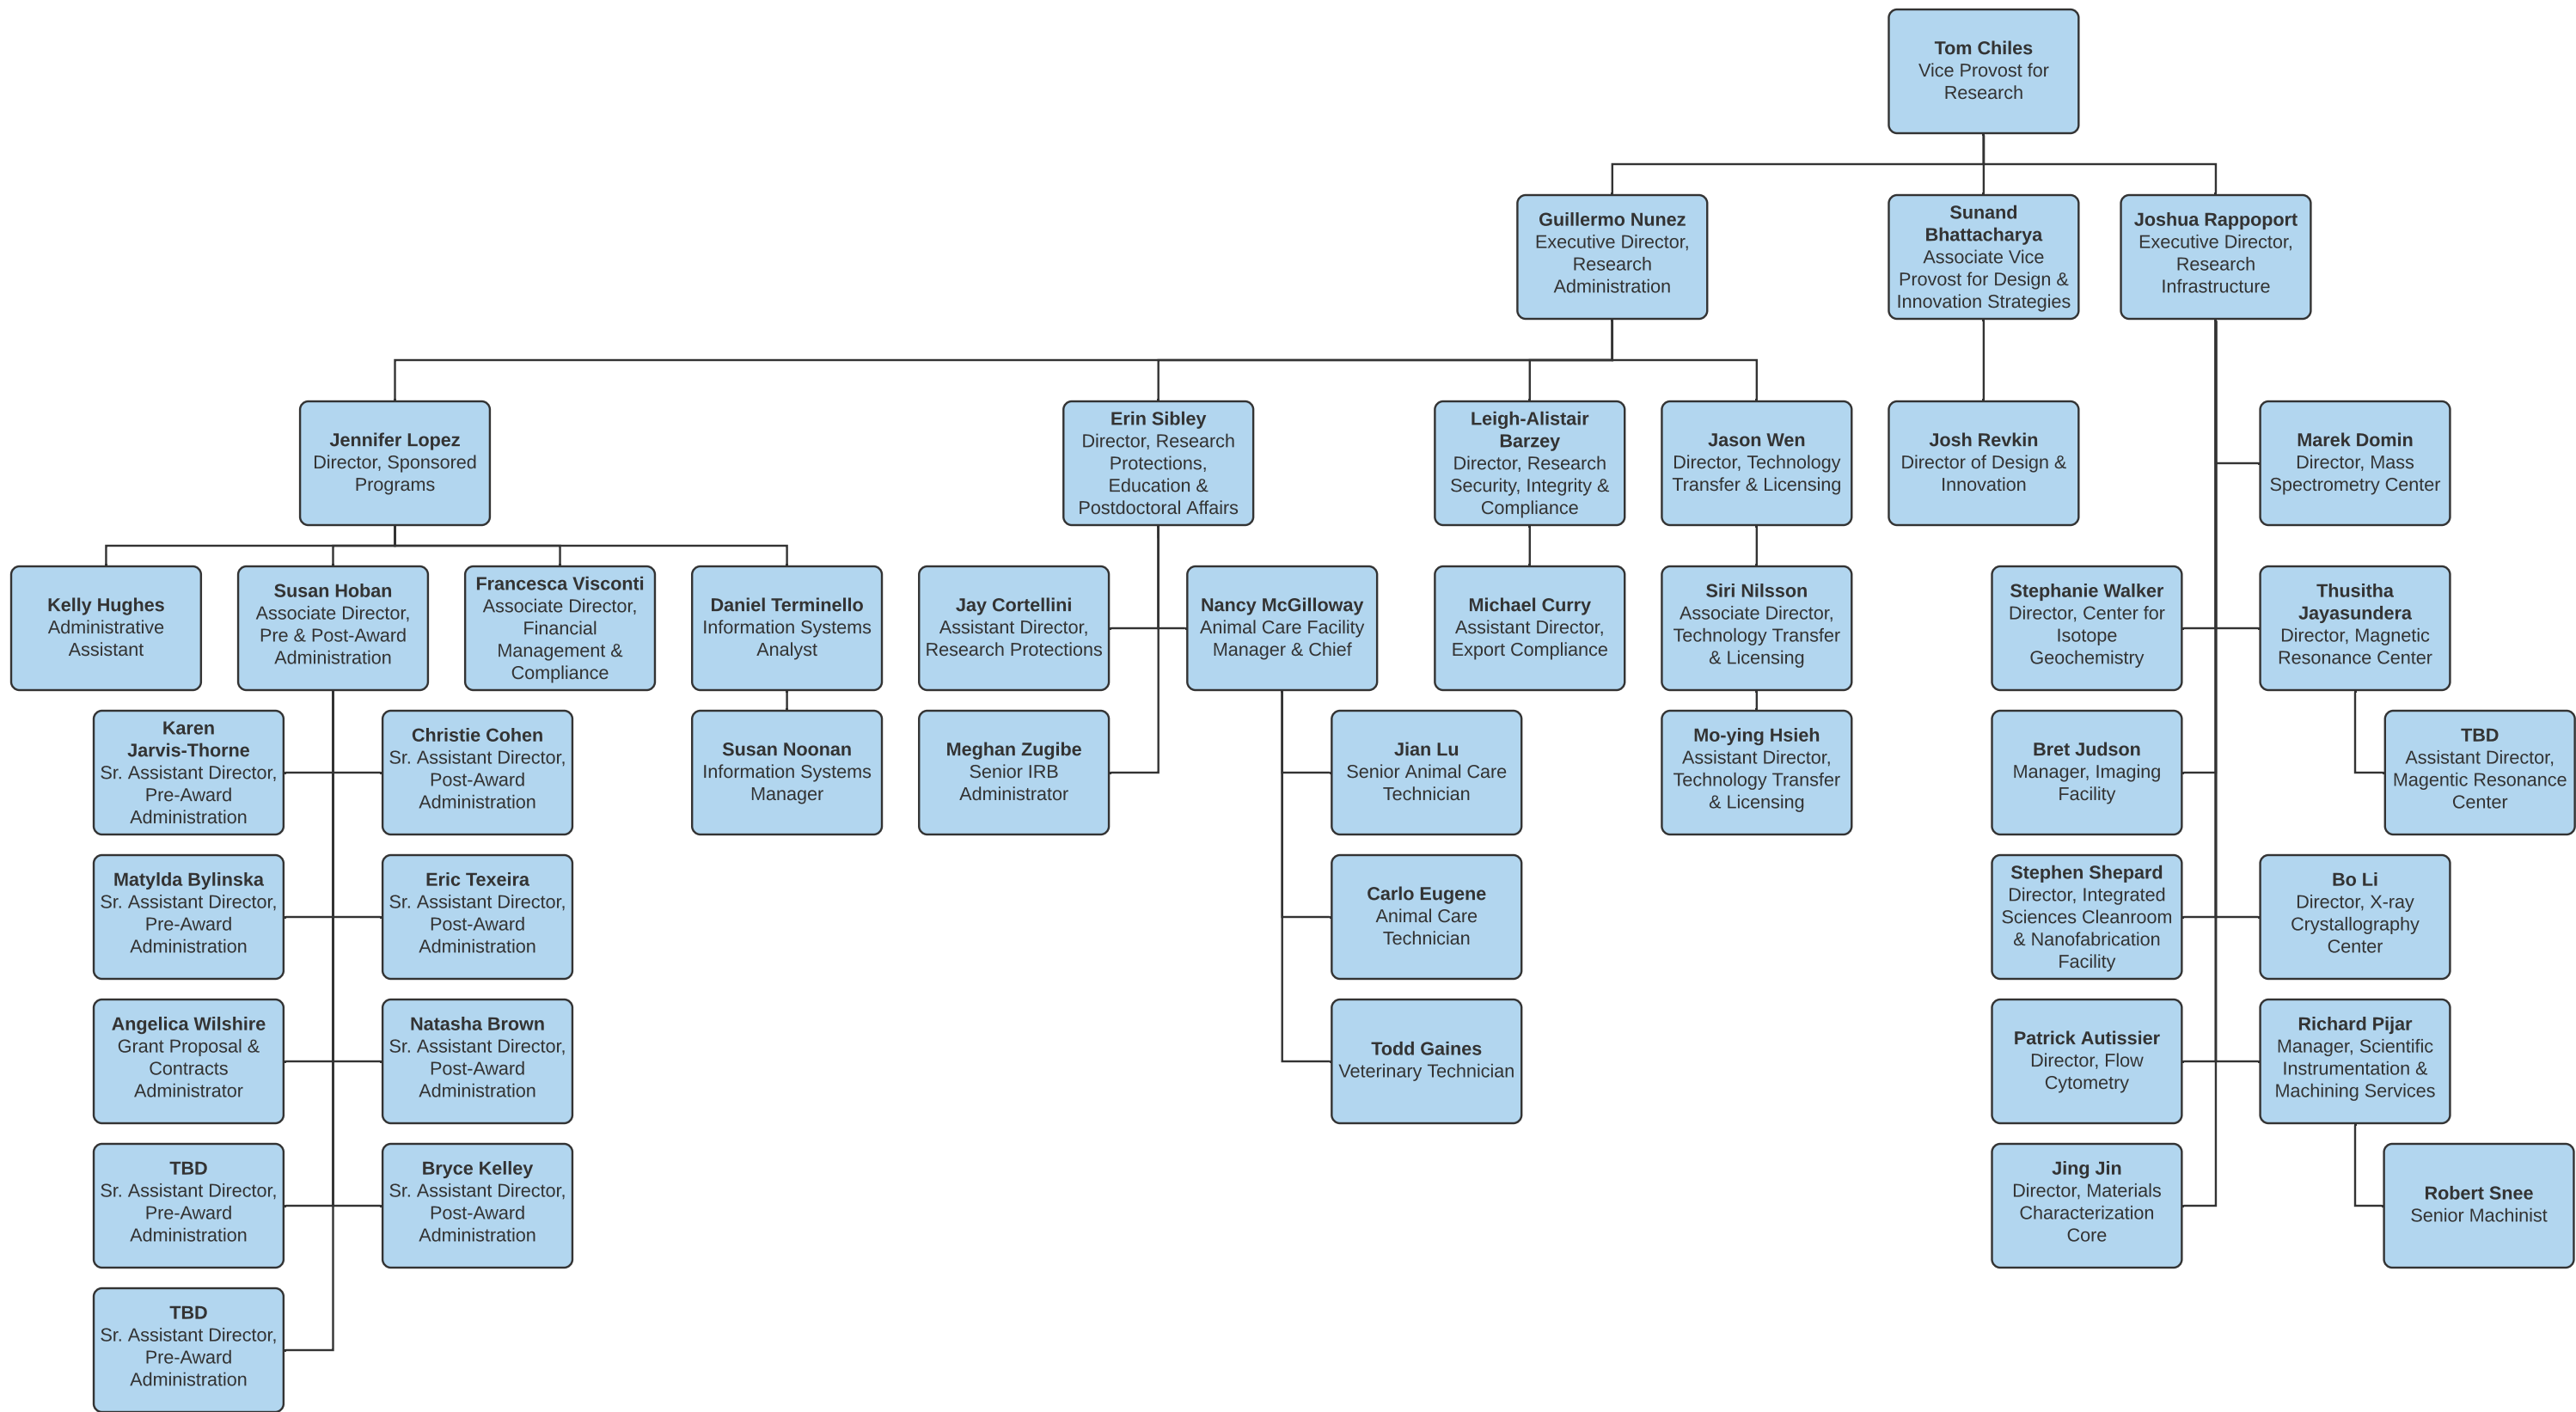 Tom Chiles
Vice Provost for
Research
Guillermo Nunez
Executive Director,
Research
Administration
Sunand
Bhattacharya
Associate Vice
Provost for Design &
Innovation Strategies
Joshua Rappoport
Executive Director,
Research
Infrastructure
Jennifer Lopez
Director, Sponsored
Programs
Erin Sibley
Director, Research
Protections,
Education &
Postdoctoral Affairs
Leigh-Alistair
Barzey
Director, Research
Security, Integrity &
Compliance
Jason Wen
Director, Technology
Transfer & Licensing
Josh Revkin
Director of Design &
Innovation
Marek Domin
Director, Mass
Spectrometry Center
Kelly Hughes
Administrative
Assistant
Susan Hoban
Associate Director,
Pre & Post-Award
Administration
Francesca Visconti
Associate Director,
Financial
Management &
Compliance
Daniel Terminello
Information Systems
Analyst
Jay Cortellini
Assistant Director,
Research Protections
Nancy McGilloway
Animal Care Facility
Manager & Chief
Michael Curry
Assistant Director,
Export Compliance
Siri Nilsson
Associate Director,
Technology Transfer
& Licensing
Stephanie Walker
Director, Center for
Isotope
Geochemistry
Thusitha
Jayasundera
Director, Magnetic
Resonance Center
Karen
Jarvis-Thorne
Sr. Assistant Director,
Pre-Award
Administration
Christie Cohen
Sr. Assistant Director,
Post-Award
Administration
Susan Noonan
Information Systems
Manager
Meghan Zugibe
Senior IRB
Administrator
Jian Lu
Senior Animal Care
Technician
Mo-ying Hsieh
Assistant Director,
Technology Transfer
& Licensing
Bret Judson
Manager, Imaging
Facility
TBD
Assistant Director,
Magentic Resonance
Center
Matylda Bylinska
Sr. Assistant Director,
Pre-Award
Administration
Eric Texeira
Sr. Assistant Director,
Post-Award
Administration
Carlo Eugene
Animal Care
Technician
Stephen Shepard
Director, Integrated
Sciences Cleanroom
& Nanofabrication
Facility
Bo Li
Director, X-ray
Crystallography
Center
Angelica Wilshire
Grant Proposal &
Contracts
Administrator
Natasha Brown
Sr. Assistant Director,
Post-Award
Administration
Todd Gaines
Veterinary Technician
Patrick Autissier
Director, Flow
Cytometry
Richard Pijar
Manager, Scientific
Instrumentation &
Machining Services
TBD
Sr. Assistant Director,
Pre-Award
Administration
Bryce Kelley
Sr. Assistant Director,
Post-Award
Administration
Jing Jin
Director, Materials
Characterization
Core
Robert Snee
Senior Machinist
TBD
Sr. Assistant Director,
Pre-Award
Administration